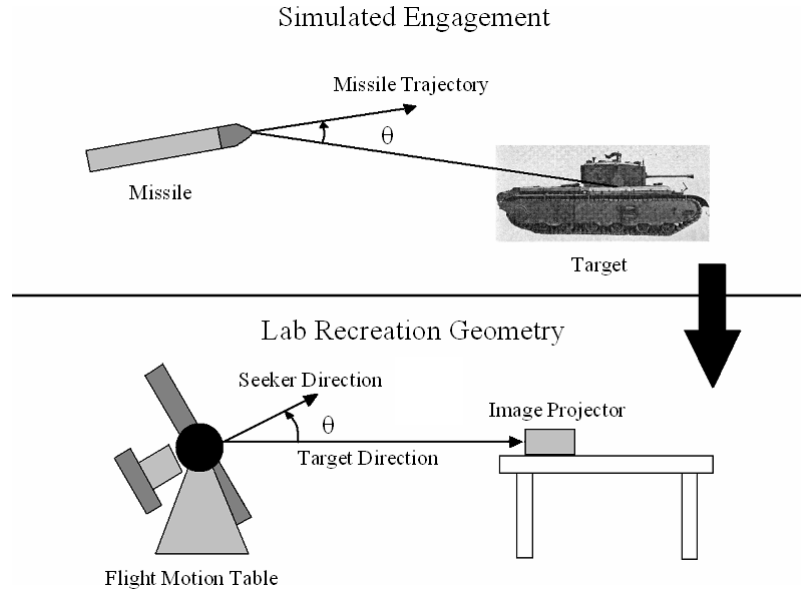 Simulated Engagement
Missile Trajectory
θ
Missile
Target
Lab Recreation Geometry
Seeker Direction
θ
Image Projector
Target Direction
Flight Motion Table